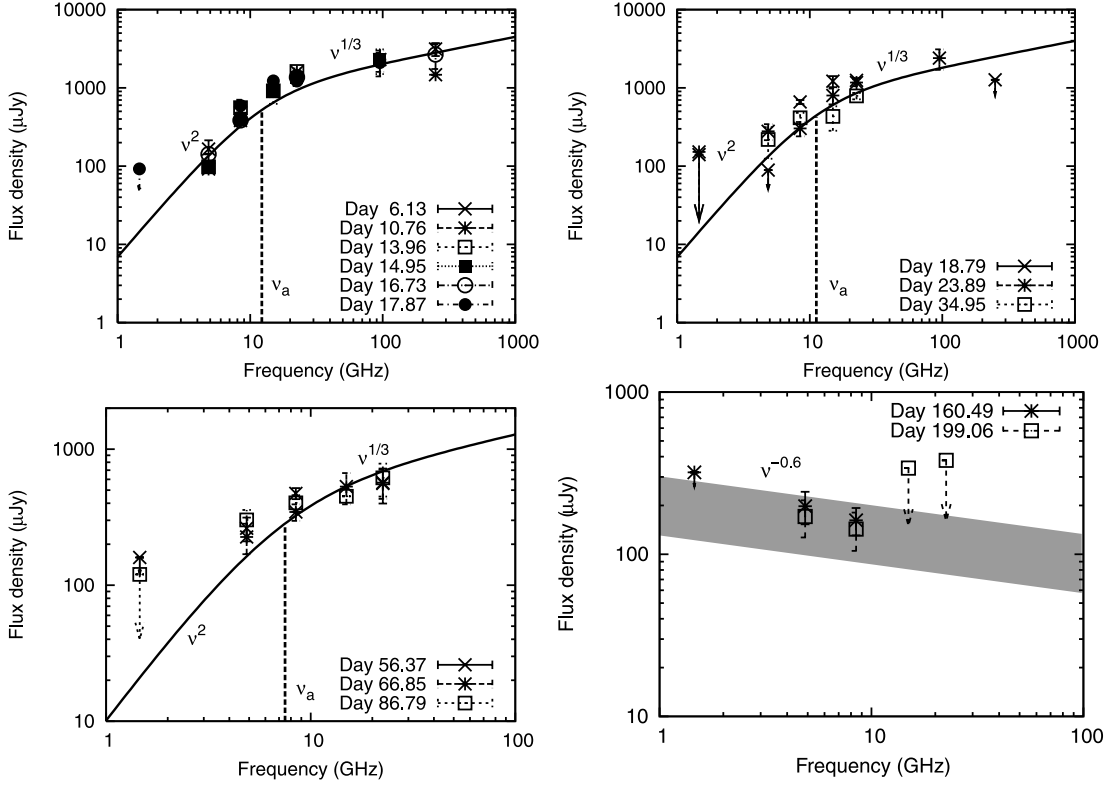 10000
1000
100
10
1
Flux density (μJy)
ν^2
ν^1/3
ν_a
Day 6.13
Day 10.76
Day 13.96
Day 14.95
Day 16.73
Day 17.87
1 10 100 1000
Frequency (GHz)
10000
1000
100
10
1
Flux density (μJy)
ν^2
ν^1/3
ν_a
Day 18.79
Day 23.89
Day 34.95
1 10 100 1000
Frequency (GHz)
1000
100
10
Flux density (μJy)
ν^1/3
ν^2
ν_a
Day 56.37
Day 66.85
Day 86.79
1 10 100
Frequency (GHz)
1000
100
10
Flux density (μJy)
Day 160.49
Day 199.06
ν^−0.6
1 10 100
Frequency (GHz)